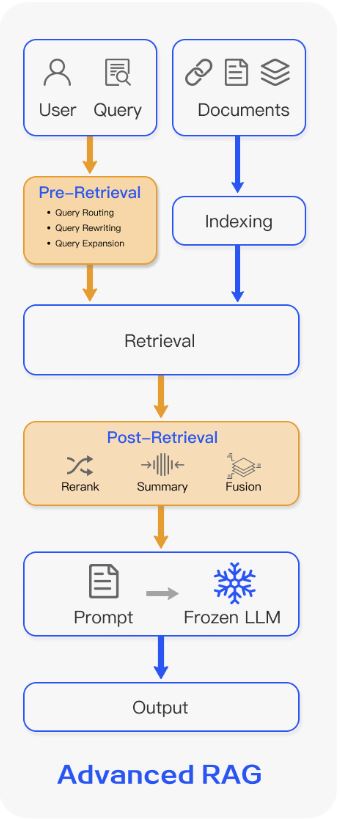 User Query
Documents
Pre-Retrieval
• Query Routing
• Query Rewriting
• Query Expansion
Indexing
Retrieval
Post-Retrieval
Rerank Summary Fusion
Prompt Frozen LLM
Output
Advanced RAG